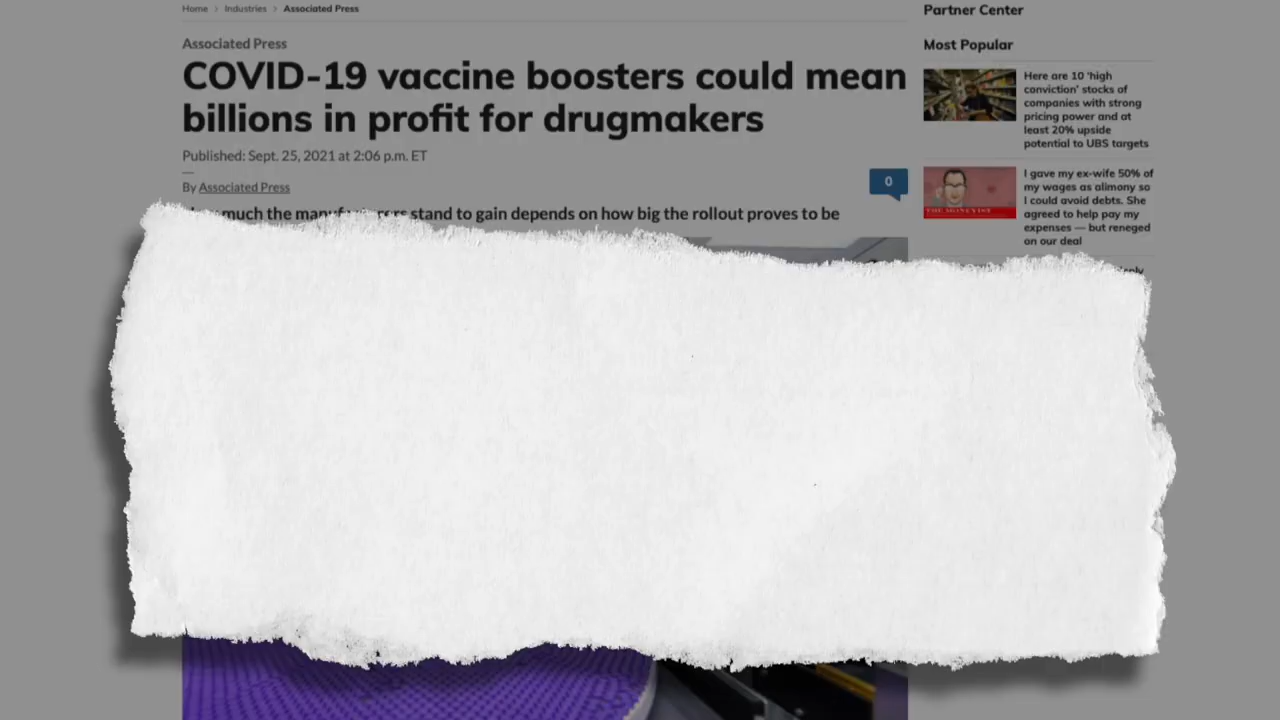 Home > Industries > Associated Press
Associated Press
COVID-19 vaccine boosters could mean
billions in profit for drugmakers
Published: Sept. 25, 2021 at 2:06 p.m. ET
By Associated Press
0
much the manufacturers stand to gain depends on how big the rollout proves to be
Partner Center
Most Popular
Here are 10 ‘high
conviction’ stocks of
companies with strong
pricing power and at
least 20% upside
potential to UBS targets
THE MONEYIST
I gave my ex-wife 50% of
my wages as alimony so
I could avoid debts. She
agreed to help pay my
expenses — but reneged
on our deal